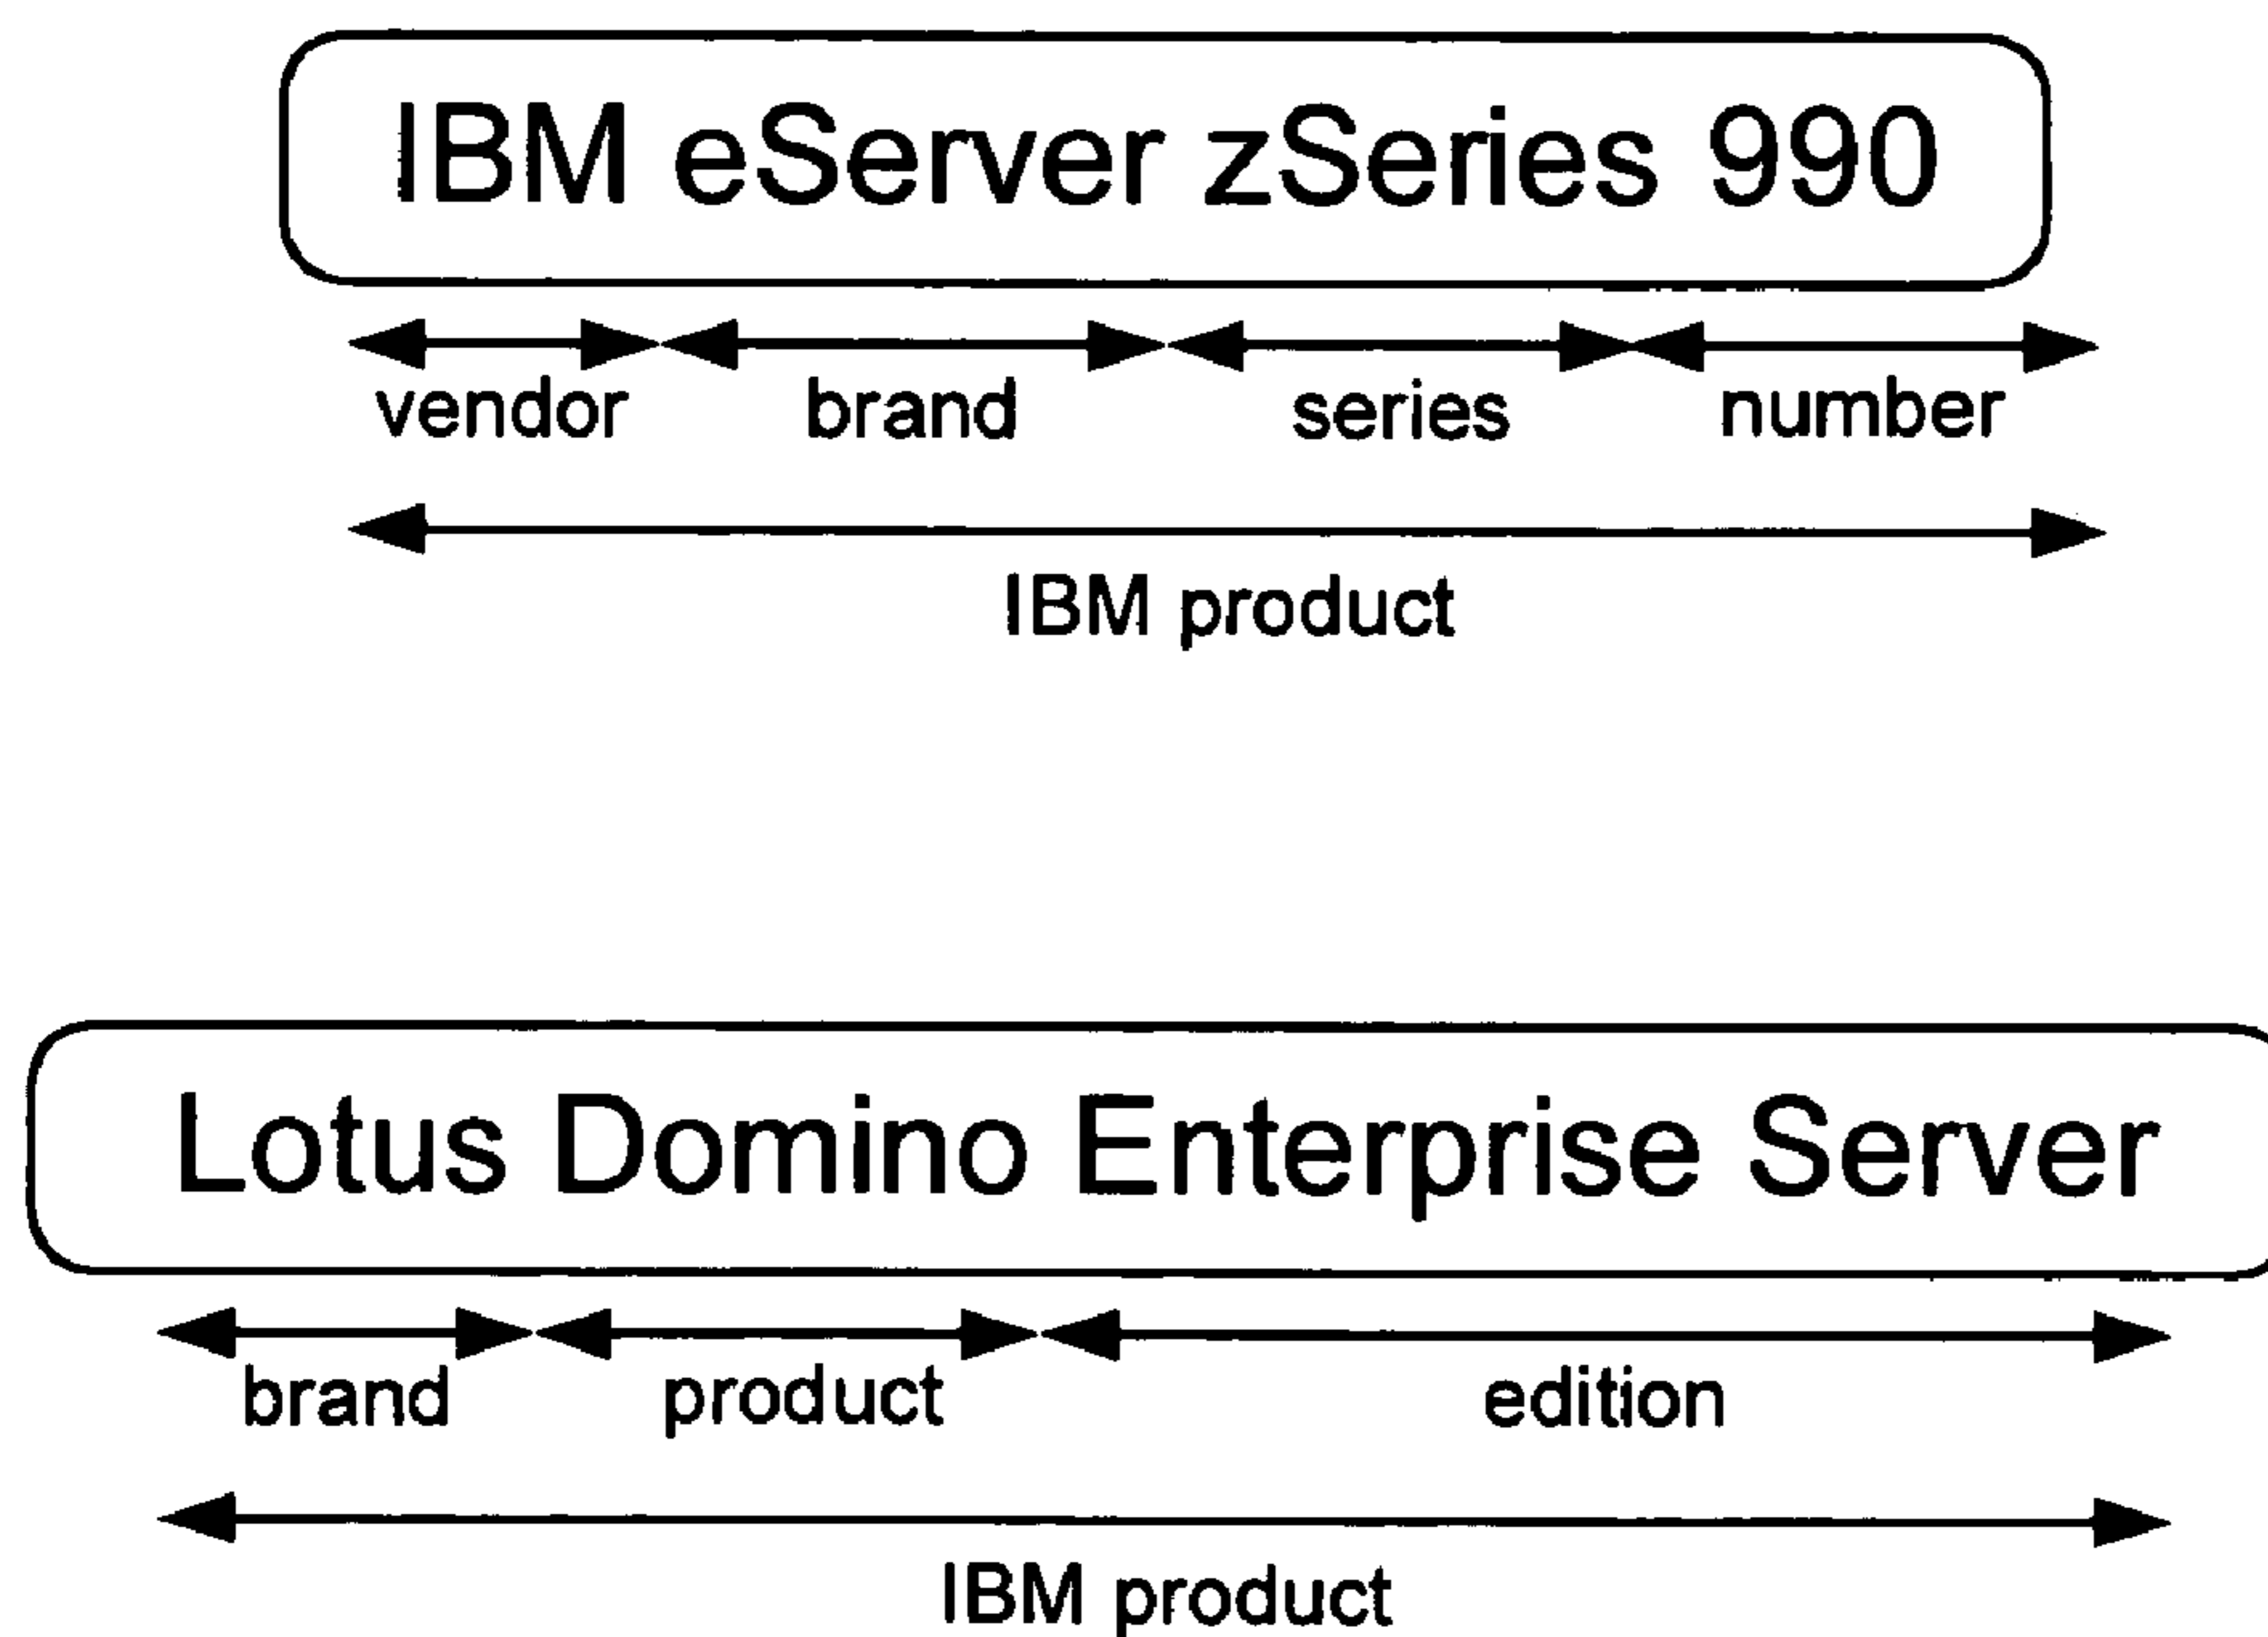 IBM eServer zSeries 990
vendor brand series number
IBM product
Lotus Domino Enterprise Server
brand product edition
IBM product